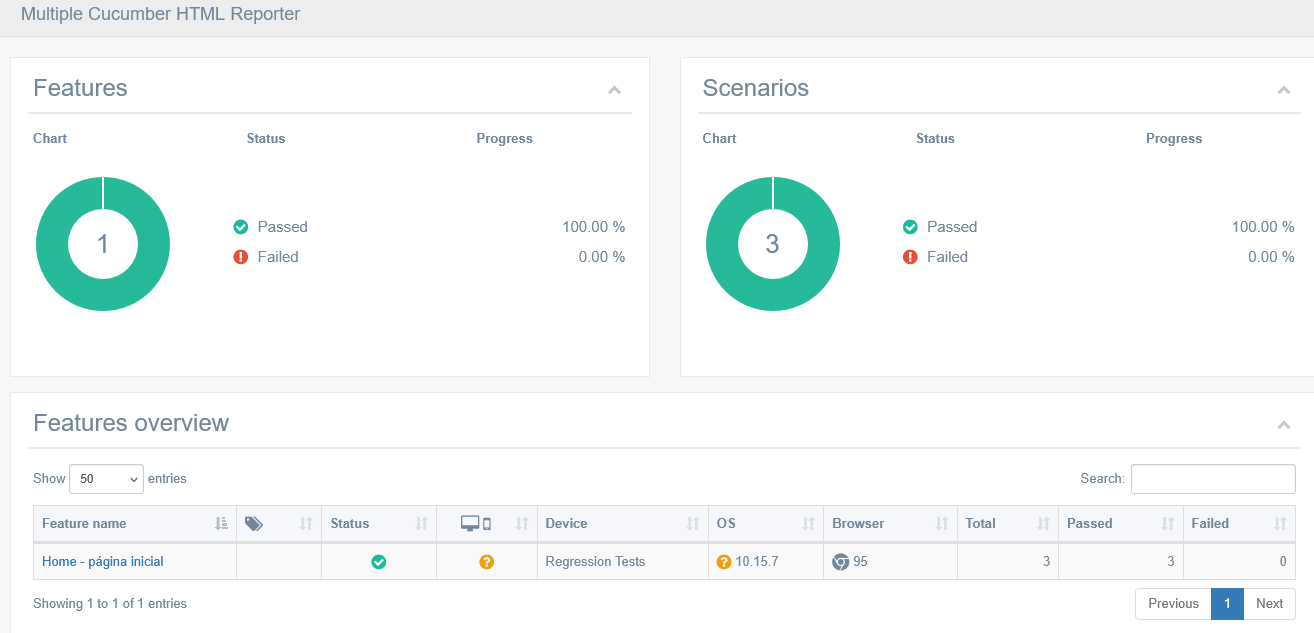 Multiple Cucumber HTML Reporter
Features
Chart Status Progress
1
Passed 100.00 %
Failed 0.00 %
Scenarios
Chart Status Progress
3
Passed 100.00 %
Failed 0.00 %
Features overview
Show 50 entries Search:
Feature name Status Device OS Browser Total Passed Failed
Home - página inicial Regression Tests 10.15.7 95 3 3 0
Showing 1 to 1 of 1 entries Previous 1 Next